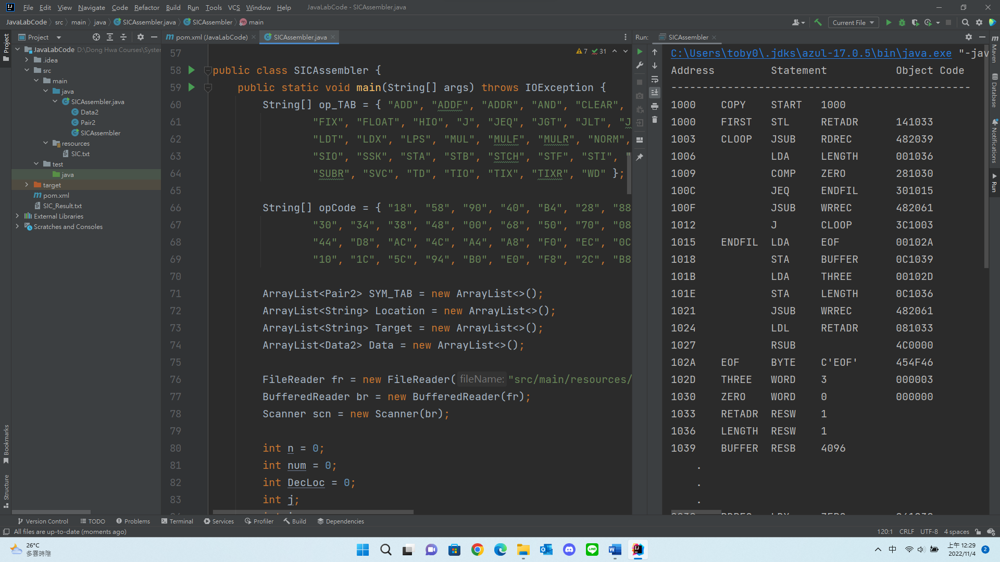 File Edit View Navigate Code Refactor Build Run Tools VCS Window Help JavaLabCode - SICAssembler.java
JavaLabCode src main java SICAssembler.java SICAssembler main Current File
Project
pom.xml (JavaLabCode) SICAssembler.java
Run: SICAssembler
Project
Bookmarks
Structure
JavaLabCode D:\Dong Hwa Courses\System
.idea
src
main
java
SICAssembler.java
Data2
Pair2
SICAssembler
resources
SIC.txt
test
java
target
pom.xml
SIC_Result.txt
External Libraries
Scratches and Consoles
7 31
57
58 public class SICAssembler {
59 public static void main(String[] args) throws IOException {
60 String[] op_TAB = { "ADD", "ADDF", "ADDR", "AND", "CLEAR",
61 "FIX", "FLOAT", "HIO", "J", "JEQ", "JGT", "JLT", "J
62 "LDT", "LDX", "LPS", "MUL", "MULF", "MULR", "NORM",
63 "SIO", "SSK", "STA", "STB", "STCH", "STF", "STI", "
64 "SUBR", "SVC", "TD", "TIO", "TIX", "TIXR", "WD" };
65
66 String[] opCode = { "18", "58", "90", "40", "B4", "28", "88
67 "30", "34", "38", "48", "00", "68", "50", "70", "08
68 "44", "D8", "AC", "4C", "A4", "A8", "F0", "EC", "0C
69 "10", "1C", "5C", "94", "B0", "E0", "F8", "2C", "B8
70
71 ArrayList<Pair2> SYM_TAB = new ArrayList<>();
72 ArrayList<String> Location = new ArrayList<>();
73 ArrayList<String> Target = new ArrayList<>();
74 ArrayList<Data2> Data = new ArrayList<>();
75
76 FileReader fr = new FileReader( fileName: "src/main/resources/
77 BufferedReader br = new BufferedReader(fr);
78 Scanner scn = new Scanner(br);
79
80 int n = 0;
81 int num = 0;
82 int DecLoc = 0;
83 int j;
C:\Users\toby0\.jdks\azul-17.0.5\bin\java.exe "-jav
Address Statement Object Code
------------------------------------------------
1000 COPY START 1000
1000 FIRST STL RETADR 141033
1003 CLOOP JSUB RDREC 482039
1006 LDA LENGTH 001036
1009 COMP ZERO 281030
100C JEQ ENDFIL 301015
100F JSUB WRREC 482061
1012 J CLOOP 3C1003
1015 ENDFIL LDA EOF 00102A
1018 STA BUFFER 0C1039
101B LDA THREE 00102D
101E STA LENGTH 0C1036
1021 JSUB WRREC 482061
1024 LDL RETADR 081033
1027 RSUB 4C0000
102A EOF BYTE C'EOF' 454F46
102D THREE WORD 3 000003
1030 ZERO WORD 0 000000
1033 RETADR RESW 1
1036 LENGTH RESW 1
1039 BUFFER RESB 4096
.
.
.
Maven
Database
Notifications
Run
Version Control TODO Problems Terminal Services Profiler Build Dependencies
All files are up-to-date (moments ago) 120:1 CRLF UTF-8 4 spaces
26°C
多雲時陰
中
上午 12:29
2022/11/4
2